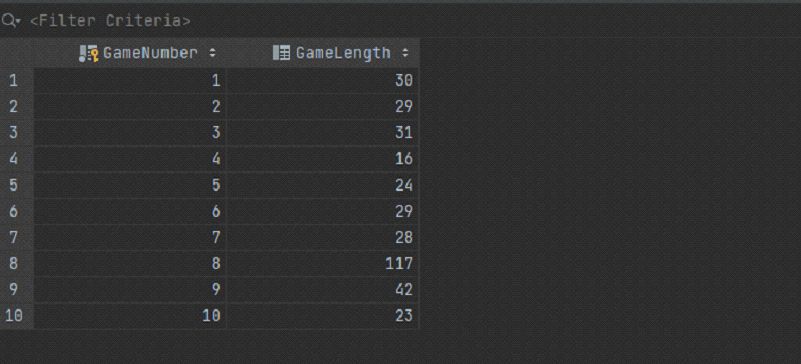 <Filter Criteria>
GameNumber GameLength
1 1 30
2 2 29
3 3 31
4 4 16
5 5 24
6 6 29
7 7 28
8 8 117
9 9 42
10 10 23